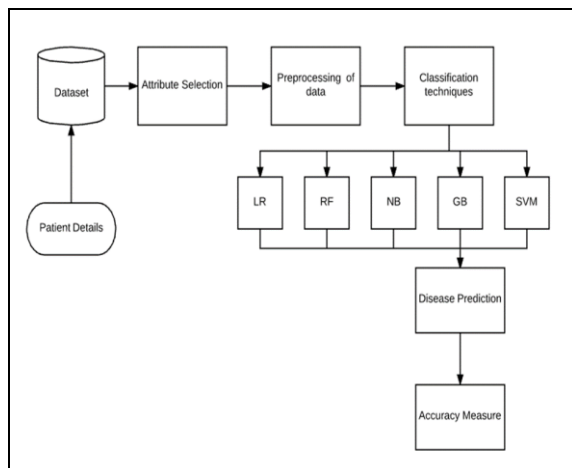 Dataset
Attribute Selection
Preprocessing of
data
Classification
techniques
Patient Details
LR
RF
NB
GB
SVM
Disease Prediction
Accuracy Measure